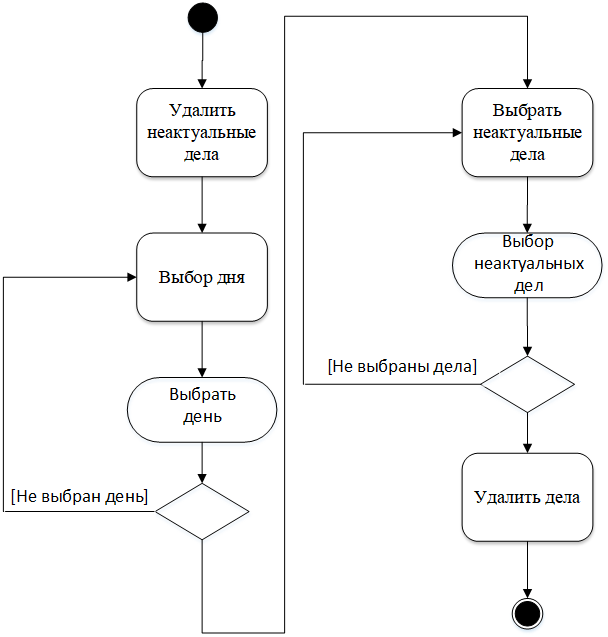 Удалить
неактуальные
дела
Выбор дня
Выбрать
день
[Не выбран день]
Выбрать
неактуальные
дела
Выбор
неактуальных
дел
[Не выбраны дела]
Удалить дела